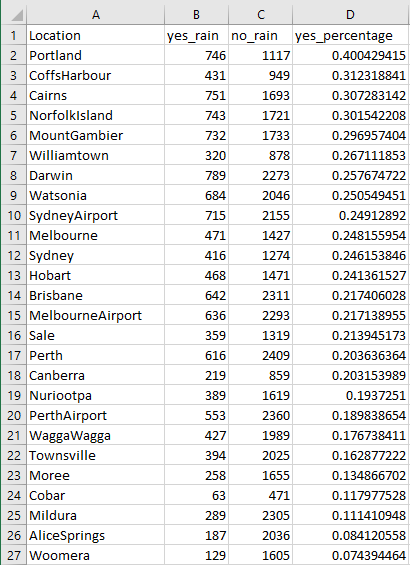 A B C D
1 Location yes_rain no_rain yes_percentage
2 Portland 746 1117 0.400429415
3 CoffsHarbour 431 949 0.312318841
4 Cairns 751 1693 0.307283142
5 NorfolkIsland 743 1721 0.301542208
6 MountGambier 732 1733 0.296957404
7 Williamtown 320 878 0.267111853
8 Darwin 789 2273 0.257674722
9 Watsonia 684 2046 0.250549451
10 SydneyAirport 715 2155 0.24912892
11 Melbourne 471 1427 0.248155954
12 Sydney 416 1274 0.246153846
13 Hobart 468 1471 0.241361527
14 Brisbane 642 2311 0.217406028
15 MelbourneAirport 636 2293 0.217138955
16 Sale 359 1319 0.213945173
17 Perth 616 2409 0.203636364
18 Canberra 219 859 0.203153989
19 Nuriootpa 389 1619 0.1937251
20 PerthAirport 553 2360 0.189838654
21 WaggaWagga 427 1989 0.176738411
22 Townsville 394 2025 0.162877222
23 Moree 258 1655 0.134866702
24 Cobar 63 471 0.117977528
25 Mildura 289 2305 0.111410948
26 AliceSprings 187 2036 0.084120558
27 Woomera 129 1605 0.074394464